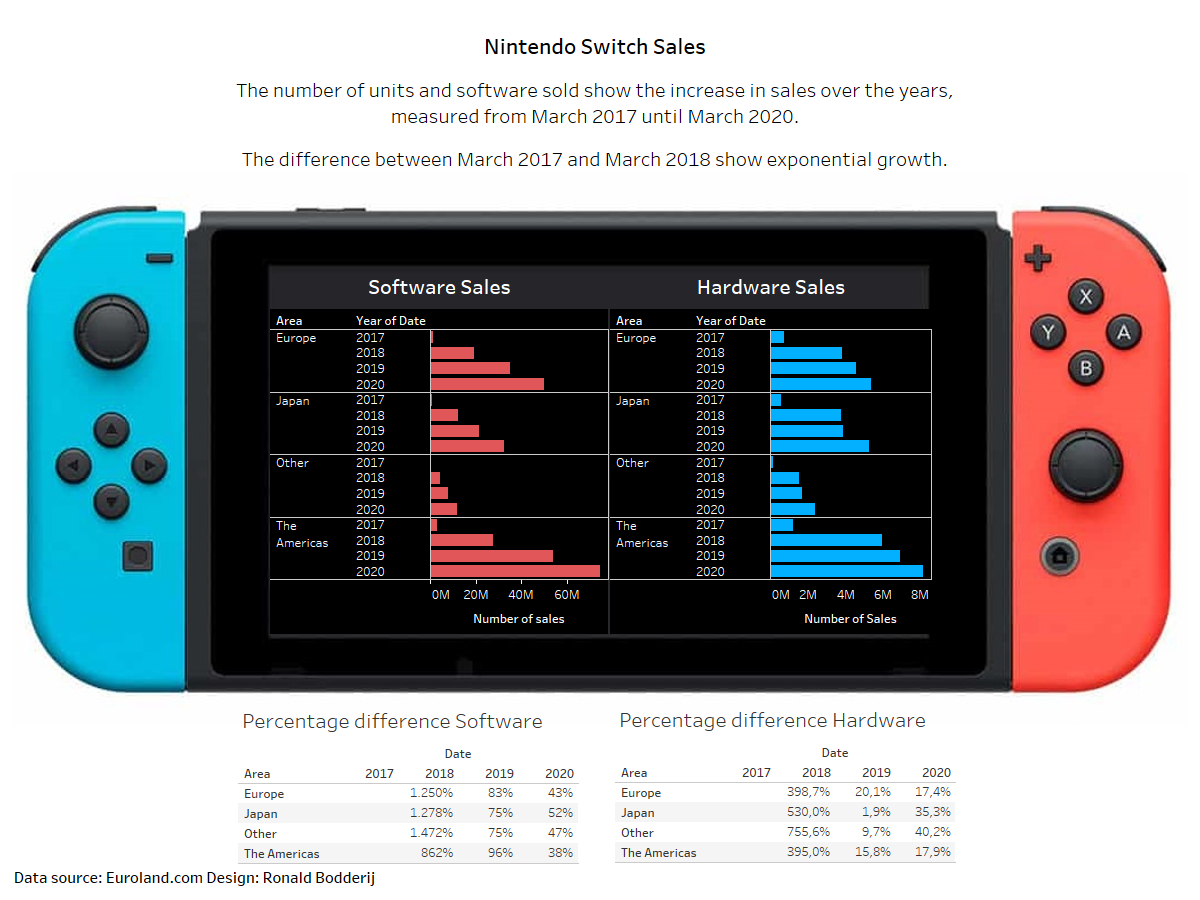 Nintendo Switch Sales
The number of units and software sold show the increase in sales over the years,
measured from March 2017 until March 2020.
The difference between March 2017 and March 2018 show exponential growth.
X
Y A
B
Software Sales
Area Year of Date
Europe 2017
2018
2019
2020
Japan 2017
2018
2019
2020
Other 2017
2018
2019
2020
The 2017
Americas 2018
2019
2020
0M 20M 40M 60M
Number of sales
Hardware Sales
Area Year of Date
Europe 2017
2018
2019
2020
Japan 2017
2018
2019
2020
Other 2017
2018
2019
2020
The 2017
Americas 2018
2019
2020
0M 2M 4M 6M 8M
Number of Sales
Percentage difference Software
Date
Area 2017 2018 2019 2020
Europe 1.250% 83% 43%
Japan 1.278% 75% 52%
Other 1.472% 75% 47%
The Americas 862% 96% 38%
Percentage difference Hardware
Date
Area 2017 2018 2019 2020
Europe 398,7% 20,1% 17,4%
Japan 530,0% 1,9% 35,3%
Other 755,6% 9,7% 40,2%
The Americas 395,0% 15,8% 17,9%
Data source: Euroland.com Design: Ronald Bodderij